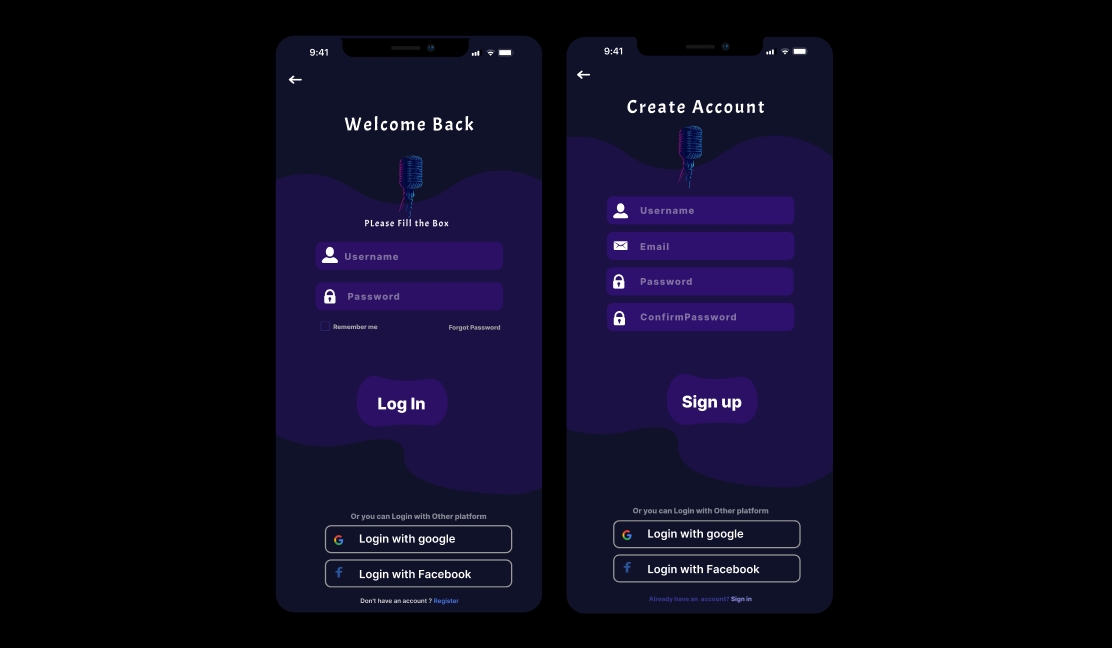 9:41
Welcome Back
PLease Fill the Box
Username
Password
Remember me
Forgot Password
Log In
Or you can Login with Other platform
Login with google
Login with Facebook
Don't have an account ? Register
9:41
Create Account
Username
Email
Password
ConfirmPassword
Sign up
Or you can Login with Other platform
Login with google
Login with Facebook
Already have an account? Sign in